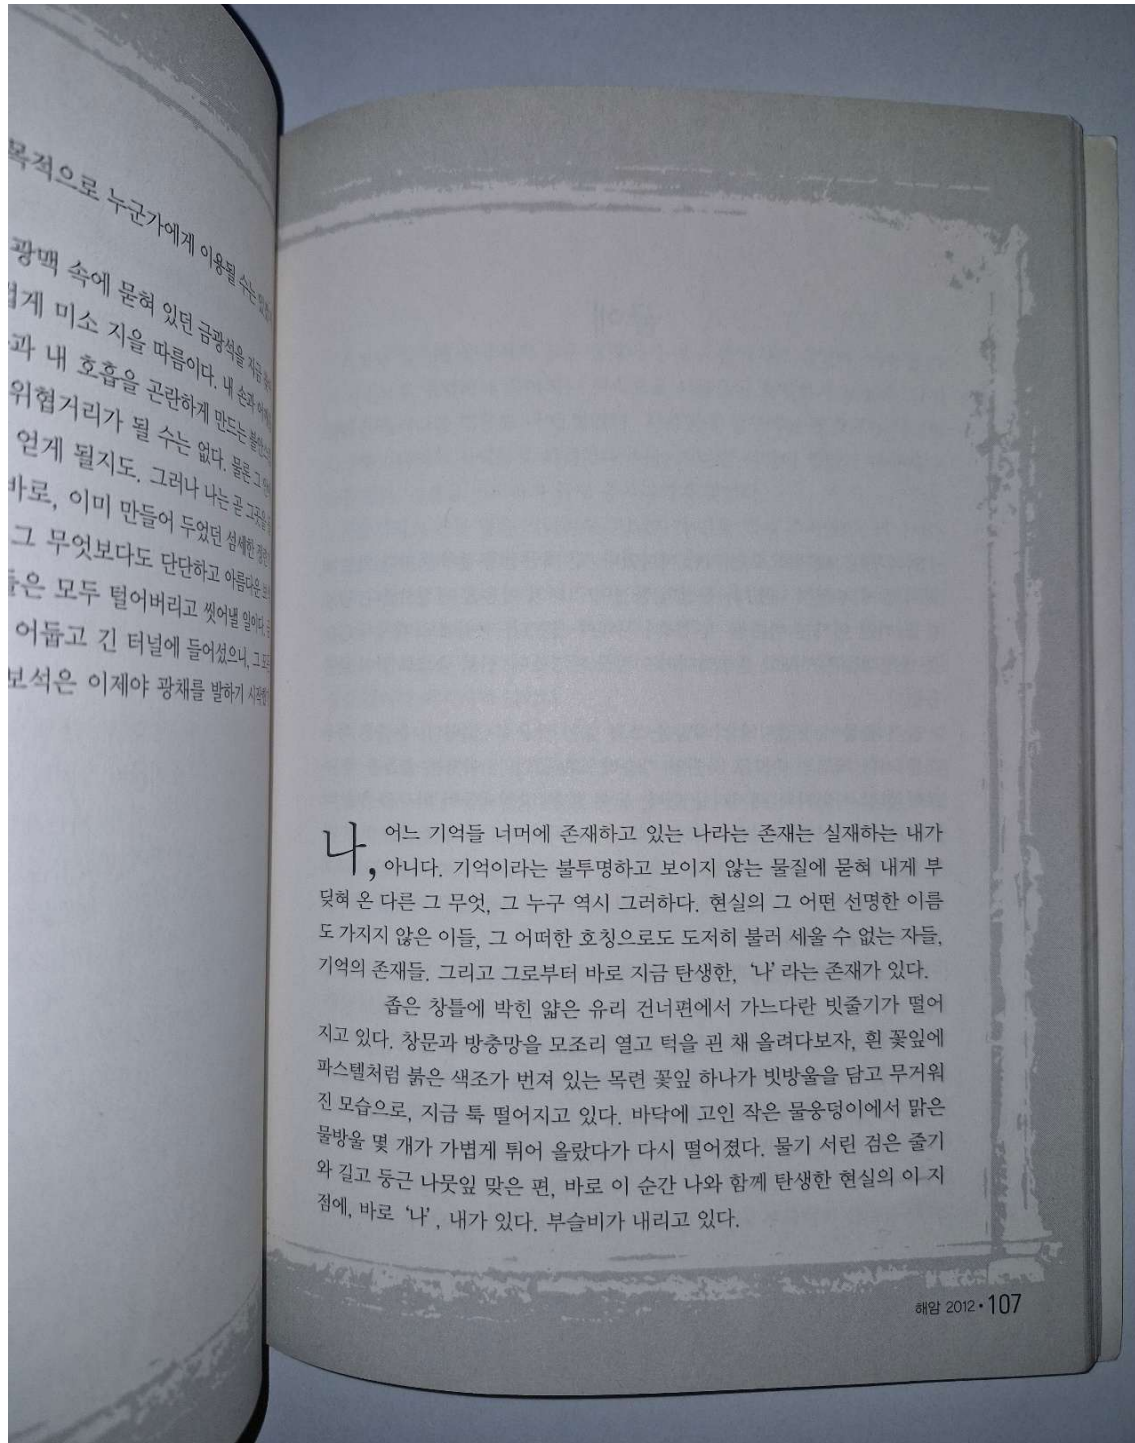 목적으로 누군가에게 이용될 수는
광맥 속에 묻혀 있던 금광석을 지금
게 미소 지을 따름이다. 내 손과
과 내 호흡을 곤란하게 만드는
위협거리가 될 수는 없다. 물론 그
얻게 될지도. 그러나 나는 곧 그곳을
바로, 이미 만들어 두었던 섬세한
그 무엇보다도 단단하고 아름다운
들은 모두 털어버리고 씻어낼 일이다.
어둡고 긴 터널에 들어섰으니, 그
보석은 이제야 광채를 발하기
나, 어느 기억들 너머에 존재하고 있는 나라는 존재는 실재하는 내가
아니다. 기억이라는 불투명하고 보이지 않는 물질에 묻혀 내게 부
딪혀 온 다른 그 무엇, 그 누구 역시 그러하다. 현실의 그 어떤 선명한 이름
도 가지지 않은 이들, 그 어떠한 호칭으로도 도저히 불러 세울 수 없는 자들,
기억의 존재들. 그리고 그로부터 바로 지금 탄생한, ‘나’ 라는 존재가 있다.
좁은 창틀에 박힌 얇은 유리 건너편에서 가느다란 빗줄기가 떨어
지고 있다. 창문과 방충망을 모조리 열고 턱을 괸 채 올려다보자, 흰 꽃잎에
파스텔처럼 붉은 색조가 번져 있는 목련 꽃잎 하나가 빗방울을 담고 무거워
진 모습으로, 지금 툭 떨어지고 있다. 바닥에 고인 작은 물웅덩이에서 맑은
물방울 몇 개가 가볍게 튀어 올랐다가 다시 떨어졌다. 물기 서린 검은 줄기
와 길고 둥근 나뭇잎 맞은 편, 바로 이 순간 나와 함께 탄생한 현실의 이 지
점에, 바로 ‘나’, 내가 있다. 부슬비가 내리고 있다.
해암 2012 · 107